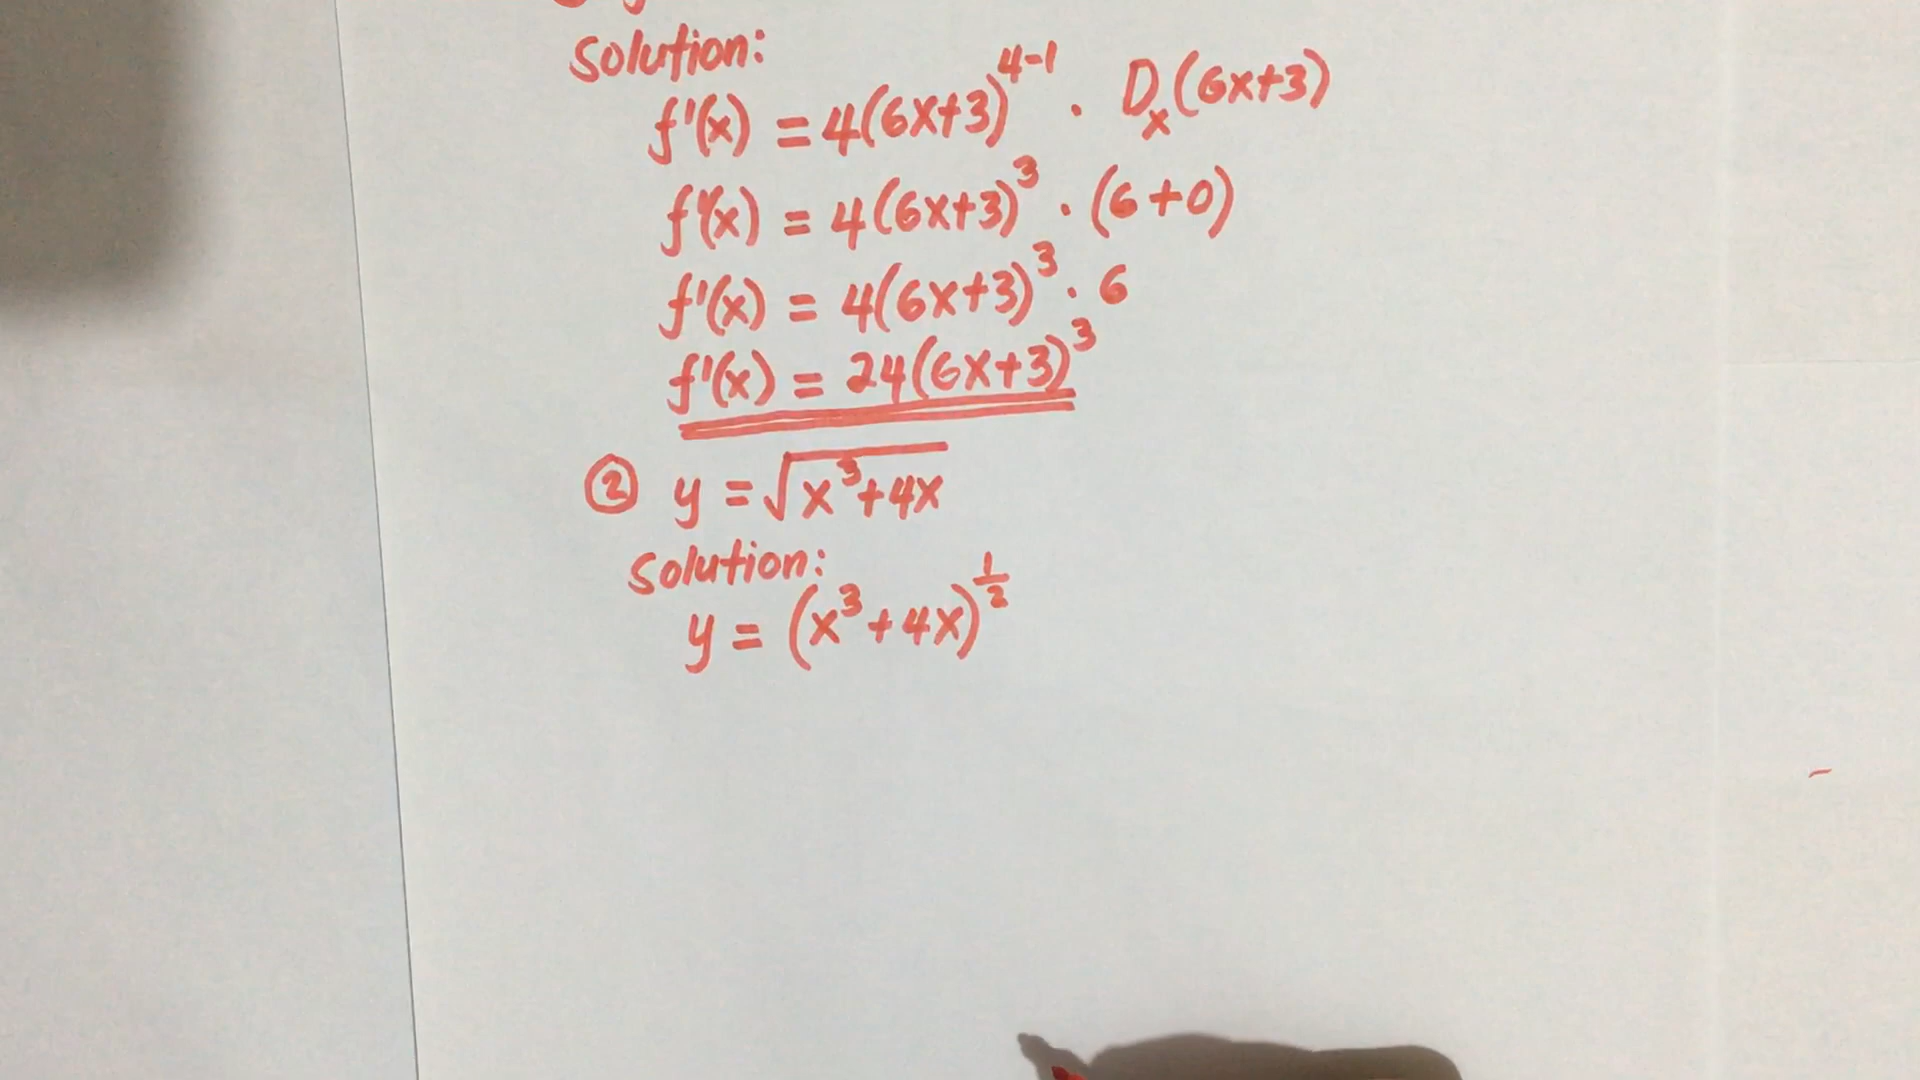 Solution:
f'(x) = 4(6x+3)^{4-1} · D_x(6x+3)
f'(x) = 4(6x+3)^3 · (6+0)
f'(x) = 4(6x+3)^3 · 6
f'(x) = 24(6x+3)^3
② y = √(x^3+4x)
Solution:
y = (x^3+4x)^{1/2}